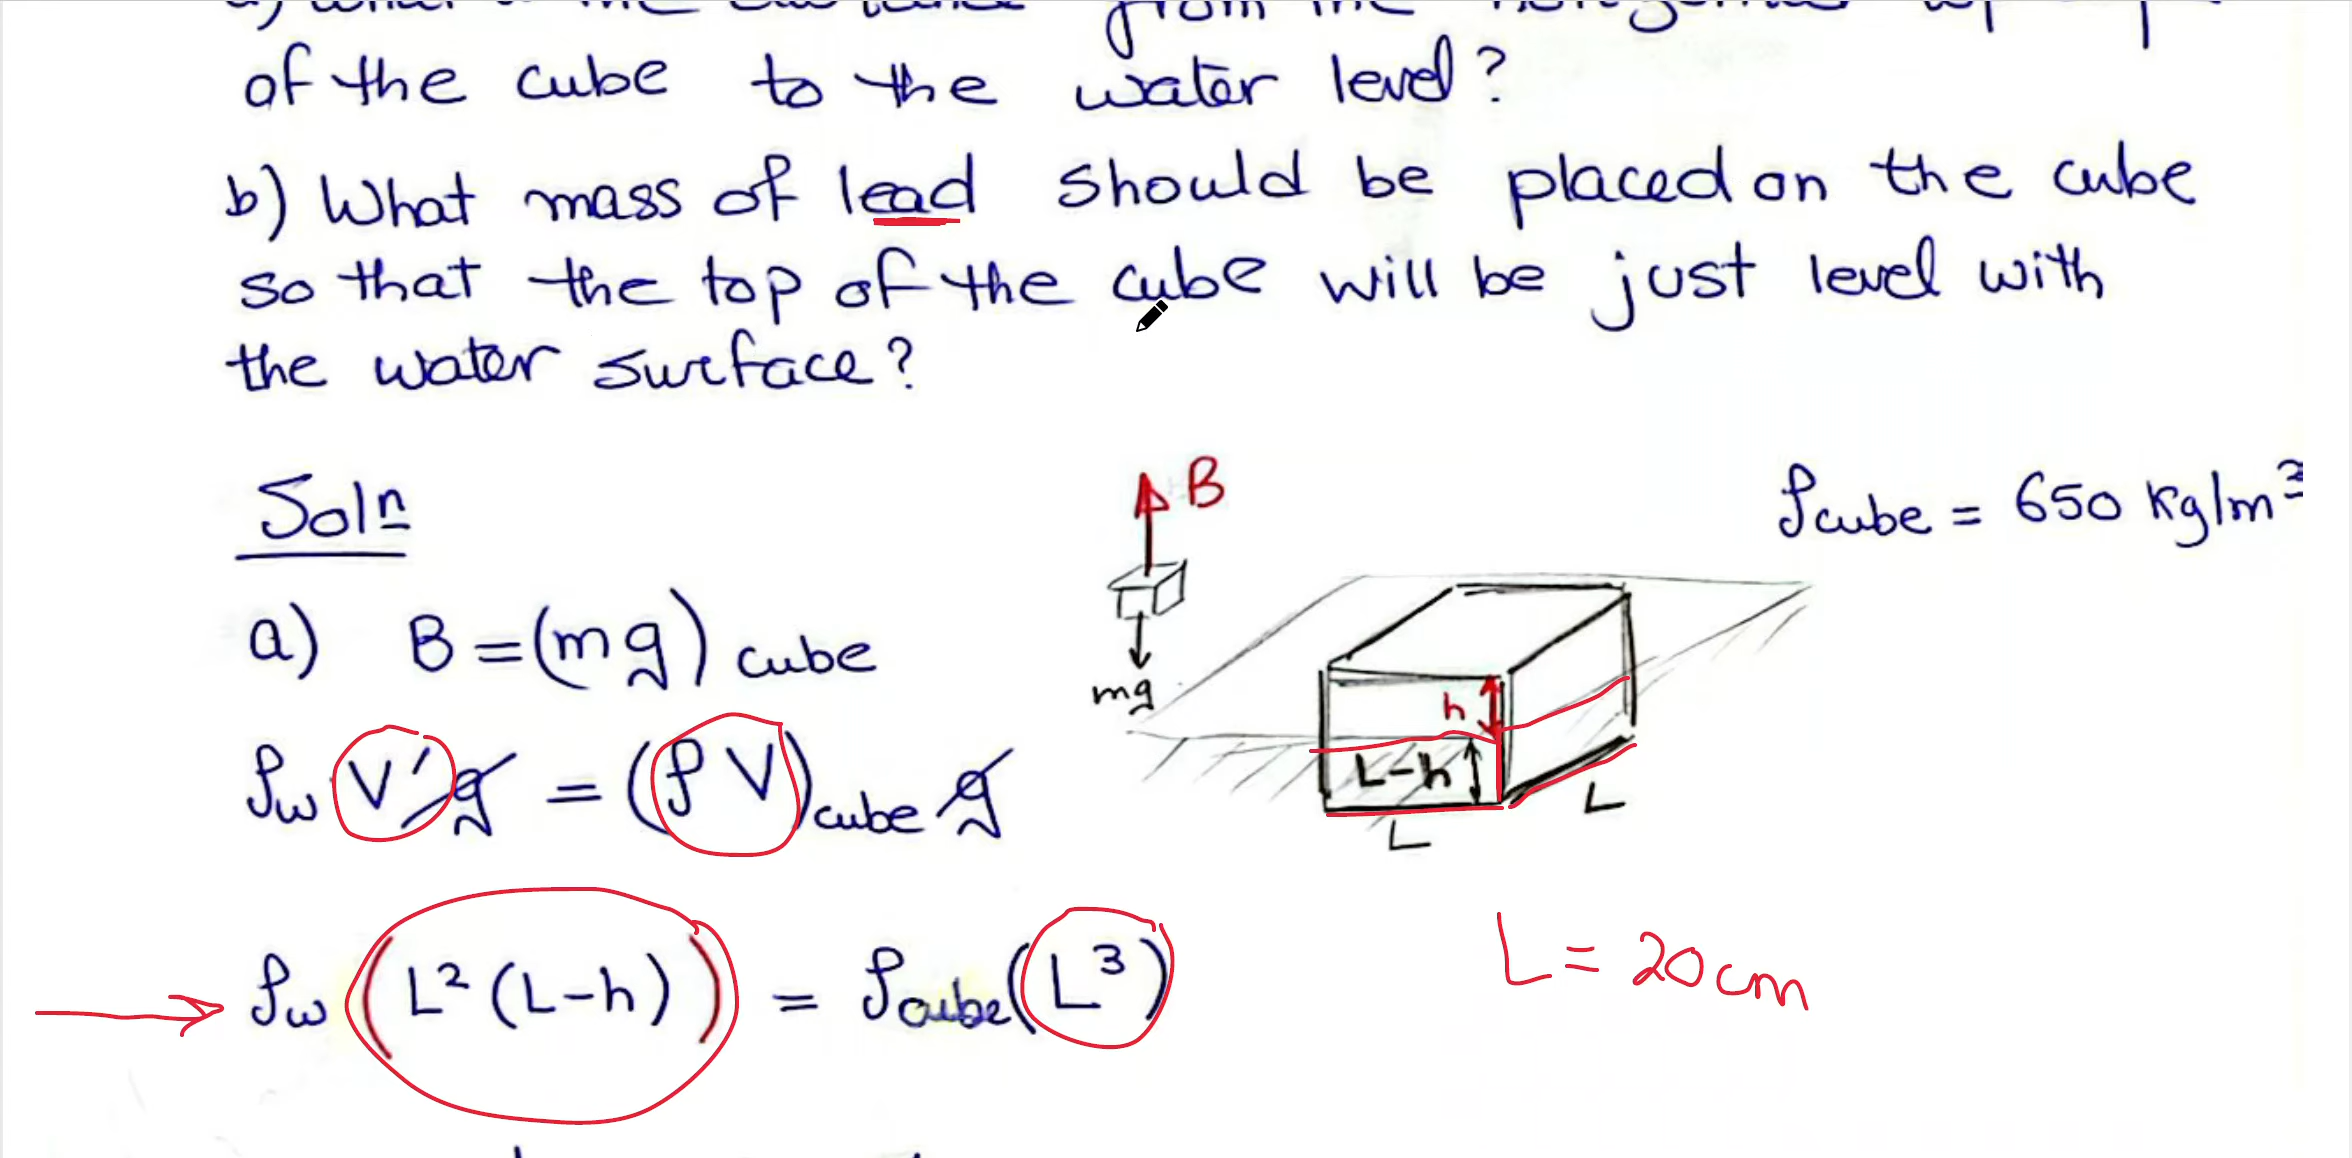 of the cube to the water level?
b) What mass of lead should be placed on the cube
so that the top of the cube will be just level with
the water surface?
Soln
B
mg
ρcube = 650 kg/m³
a) B = (mg) cube
h
L-h
L
L
ρw V' g = (ρ V)cube g
ρw (L² (L-h)) = ρcube (L³)
L = 20cm